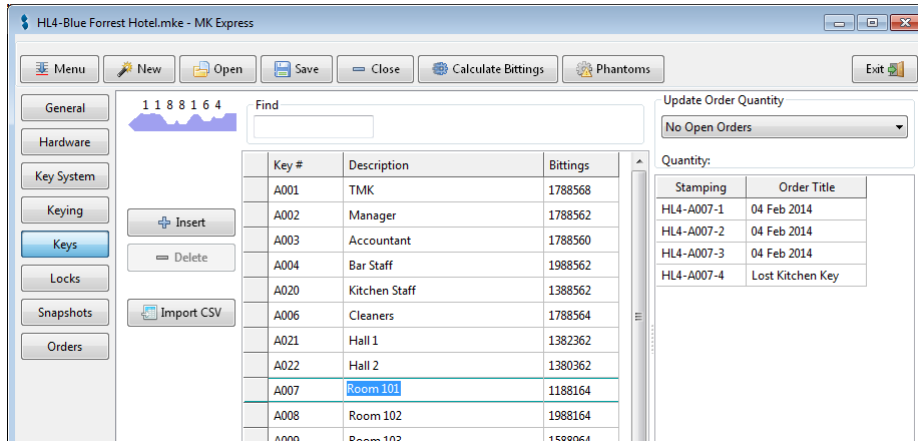 HL4-Blue Forrest Hotel.mke - MK Express
Menu New Open Save Close Calculate Bittings Phantoms Exit
General
Hardware
Key System
Keying
Keys
Locks
Snapshots
Orders
1 1 8 8 1 6 4
Insert
Delete
Import CSV
Find
Key # Description Bittings
A001 TMK 1788568
A002 Manager 1788562
A003 Accountant 1788560
A004 Bar Staff 1988562
A020 Kitchen Staff 1388562
A006 Cleaners 1788564
A021 Hall 1 1382362
A022 Hall 2 1380362
A007 Room 101 1188164
A008 Room 102 1988164
A009 Room 103 1588964
Update Order Quantity
No Open Orders
Quantity:
Stamping Order Title
HL4-A007-1 04 Feb 2014
HL4-A007-2 04 Feb 2014
HL4-A007-3 04 Feb 2014
HL4-A007-4 Lost Kitchen Key